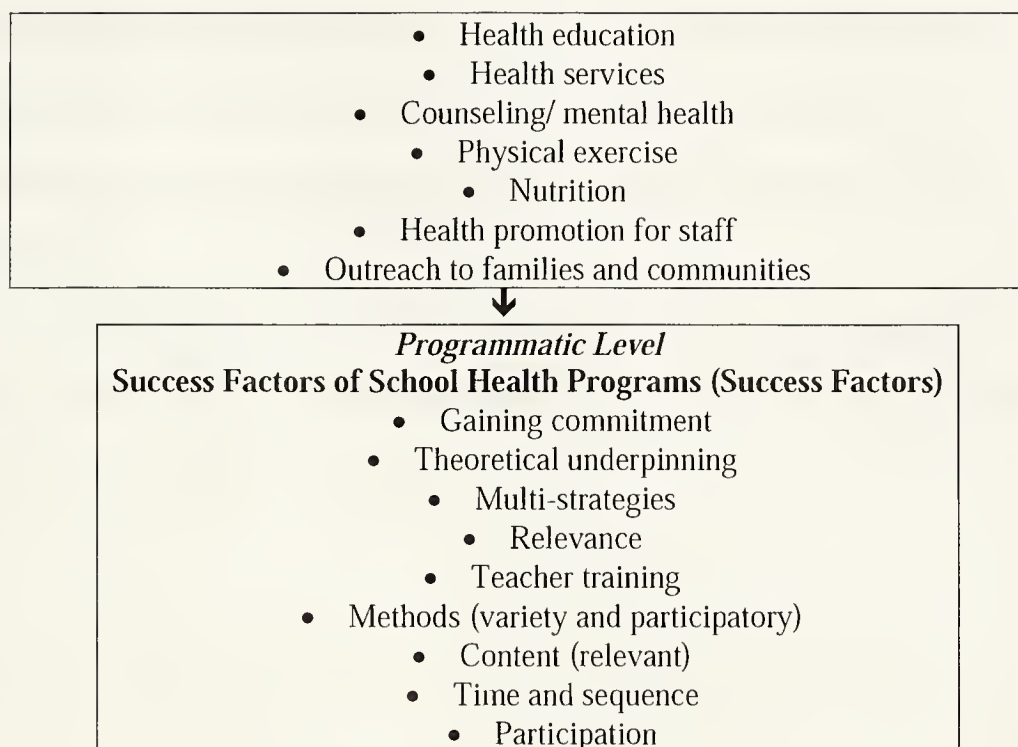 • Health education
• Health services
• Counseling/ mental health
• Physical exercise
• Nutrition
• Health promotion for staff
• Outreach to families and communities
Programmatic Level
Success Factors of School Health Programs (Success Factors)
• Gaining commitment
• Theoretical underpinning
• Multi-strategies
• Relevance
• Teacher training
• Methods (variety and participatory)
• Content (relevant)
• Time and sequence
• Participation